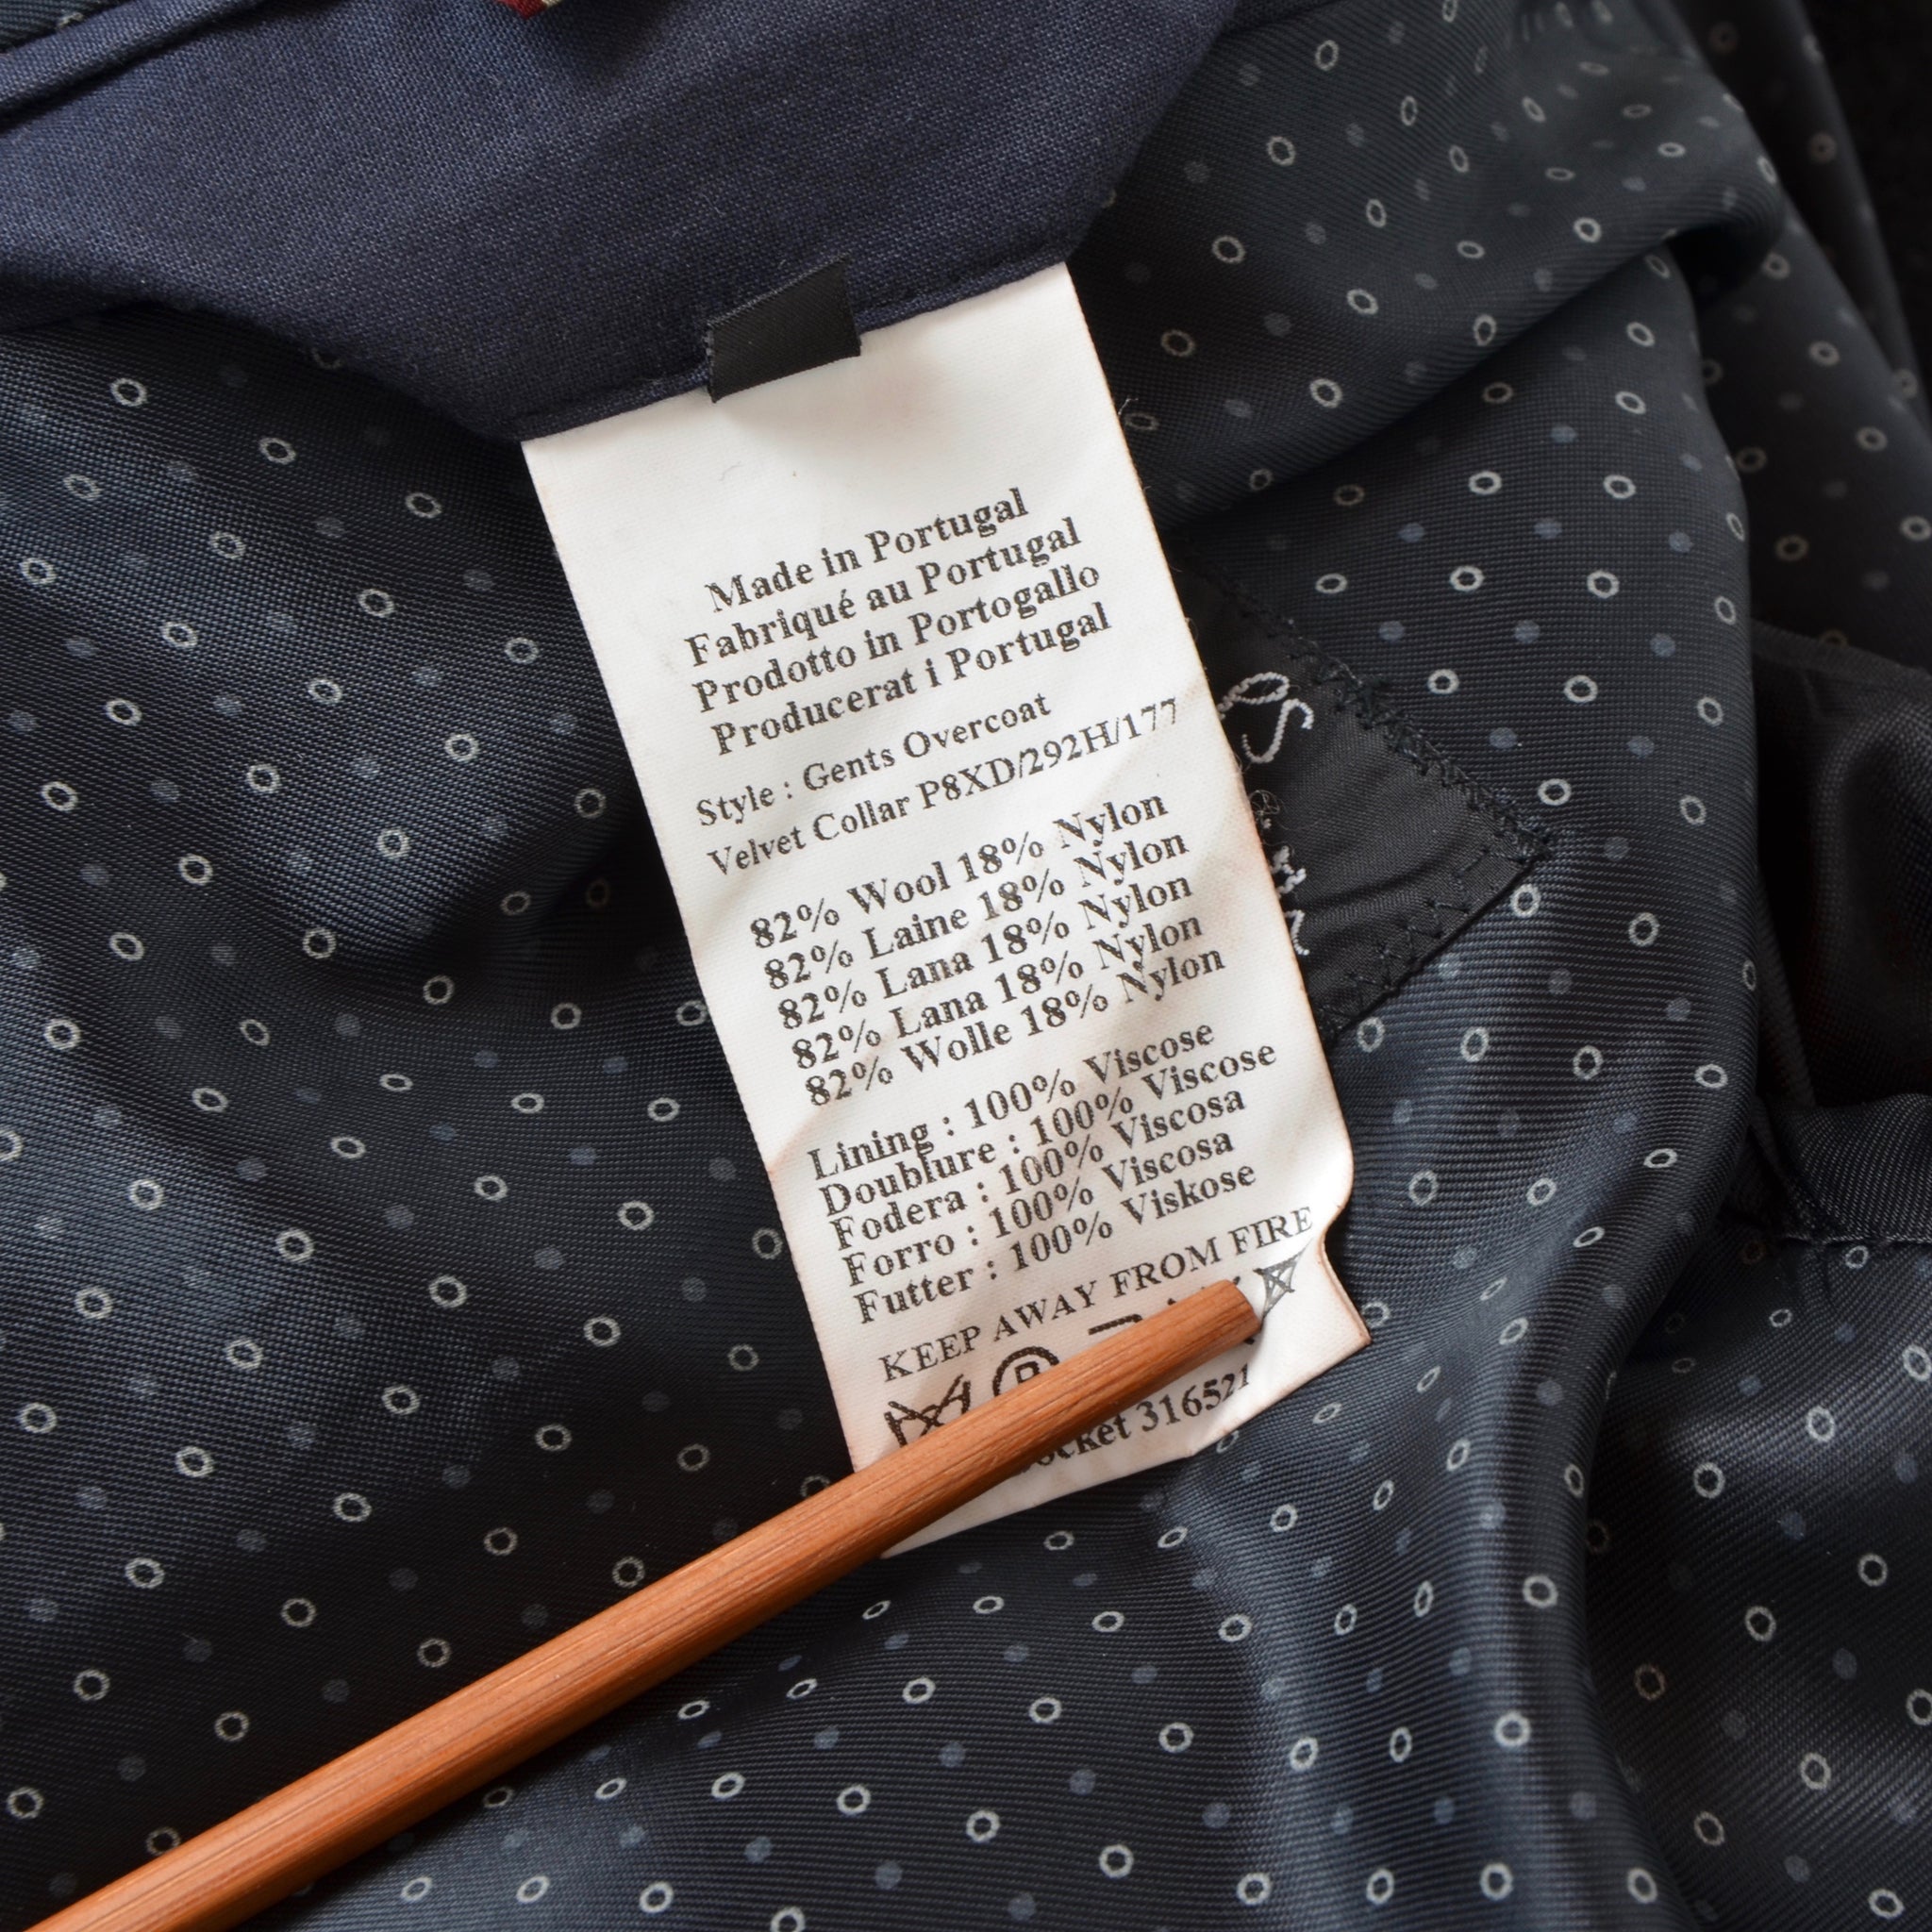 Made in Portugal
Fabriqué au Portugal
Prodotto in Portogallo
Producerat i Portugal
Style : Gents Overcoat
Velvet Collar P8XD/292H/177
82% Wool 18% Nylon
82% Laine 18% Nylon
82% Lana 18% Nylon
82% Lana 18% Nylon
82% Wolle 18% Nylon
Lining : 100% Viscose
Doublure : 100% Viscose
Fodera : 100% Viscosa
Forro : 100% Viscosa
Futter : 100% Viskose
KEEP AWAY FROM FIRE
P
316521